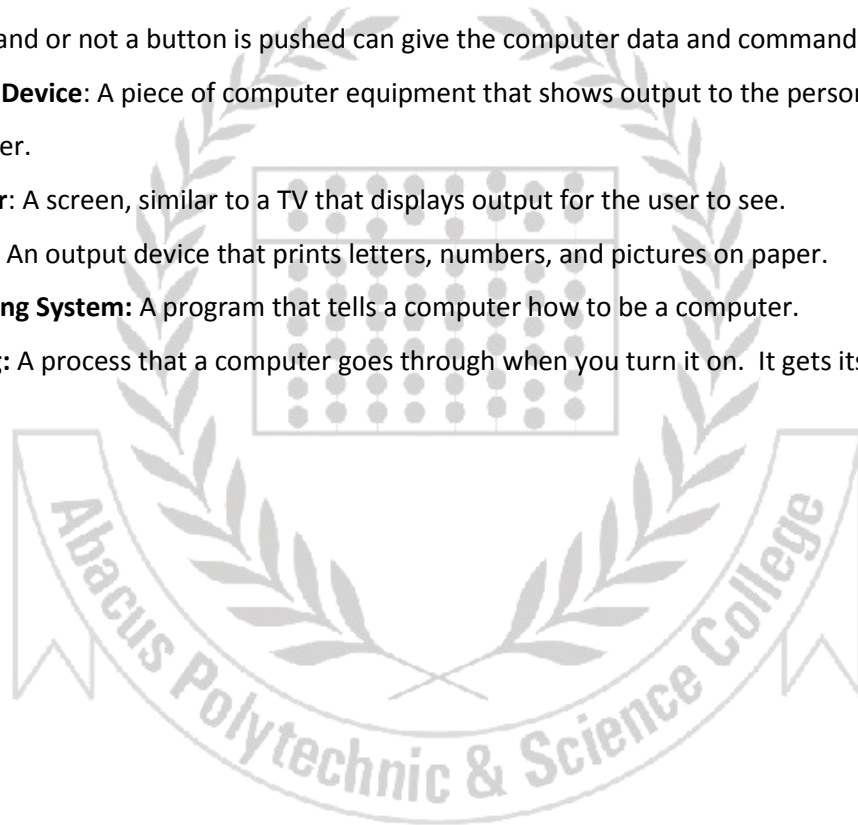 and or not a button is pushed can give the computer data and command
Device: A piece of computer equipment that shows output to the person
er.
r: A screen, similar to a TV that displays output for the user to see.
An output device that prints letters, numbers, and pictures on paper.
ng System: A program that tells a computer how to be a computer.
g: A process that a computer goes through when you turn it on. It gets its
Abacus Polytechnic & Science College